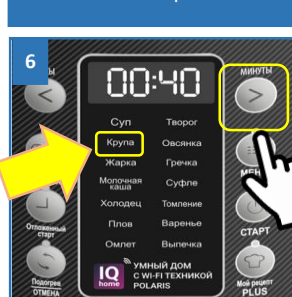 6
Ы
МИНУТЫ
00:40
Суп
Творог
Крупа
Овсянка
Жарка
Гречка
МЕН
Молочная
каша
Суфле
Холодец
Томление
Отложенный
старт
СТАРТ
Плов
Варенье
Омлет
Выпечка
Подогрев
ОТМЕНА
IQ
home
УМНЫЙ ДОМ
С WI-FI ТЕХНИКОЙ
POLARIS
Мой рецепт
PLUS